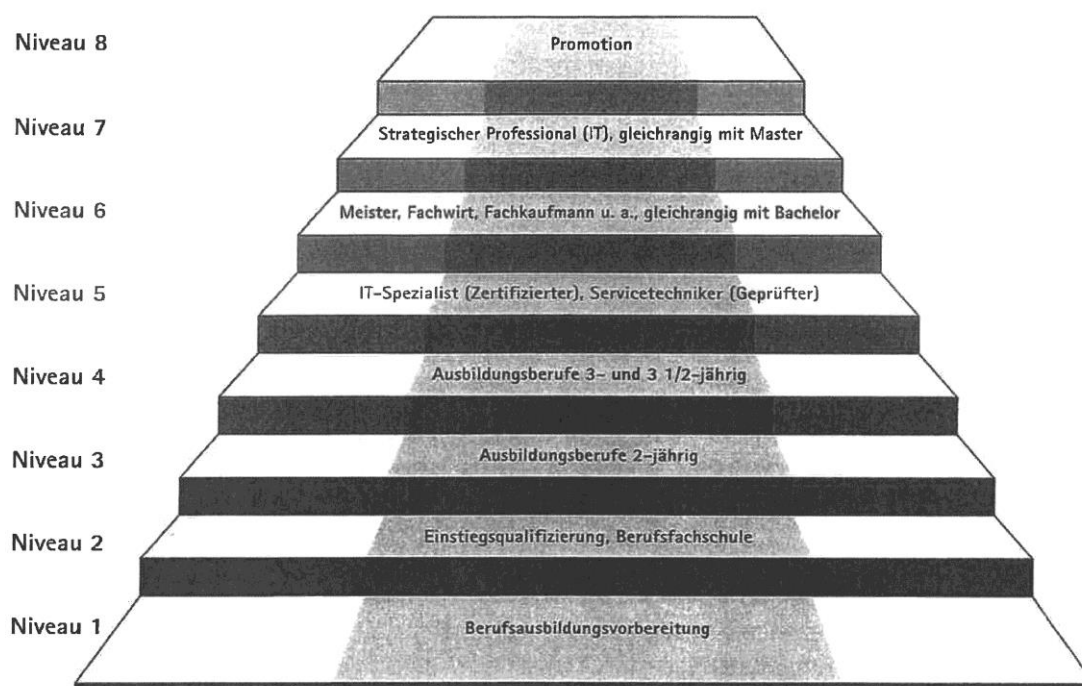 Niveau 8
Promotion
Niveau 7
Strategischer Professional (IT), gleichrangig mit Master
Niveau 6
Meister, Fachwirt, Fachkaufmann u. a., gleichrangig mit Bachelor
Niveau 5
IT-Spezialist (Zertifizierter), Servicetechniker (Geprüfter)
Niveau 4
Ausbildungsberufe 3- und 3 1/2-jährig
Niveau 3
Ausbildungsberufe 2-jährig
Niveau 2
Einstiegsqualifizierung, Berufsfachschule
Niveau 1
Berufsausbildungsvorbereitung